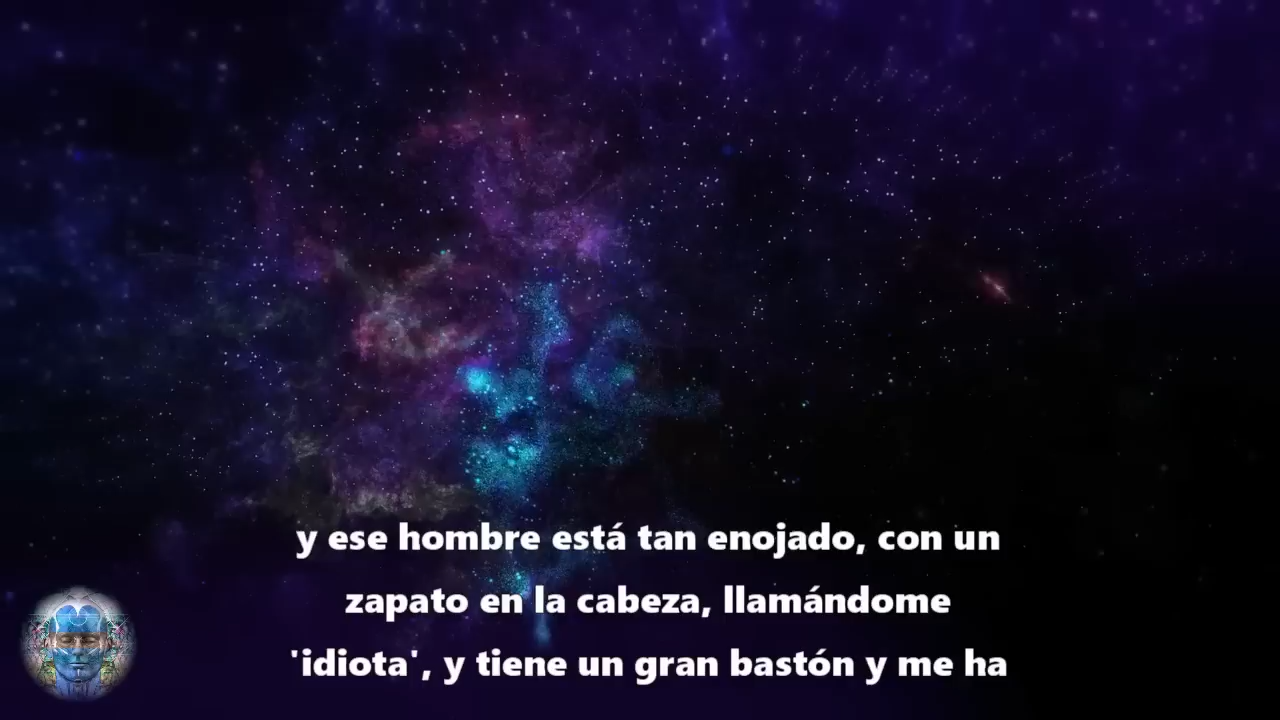 y ese hombre está tan enojado, con un
zapato en la cabeza, llamándome
'idiota', y tiene un gran bastón y me ha